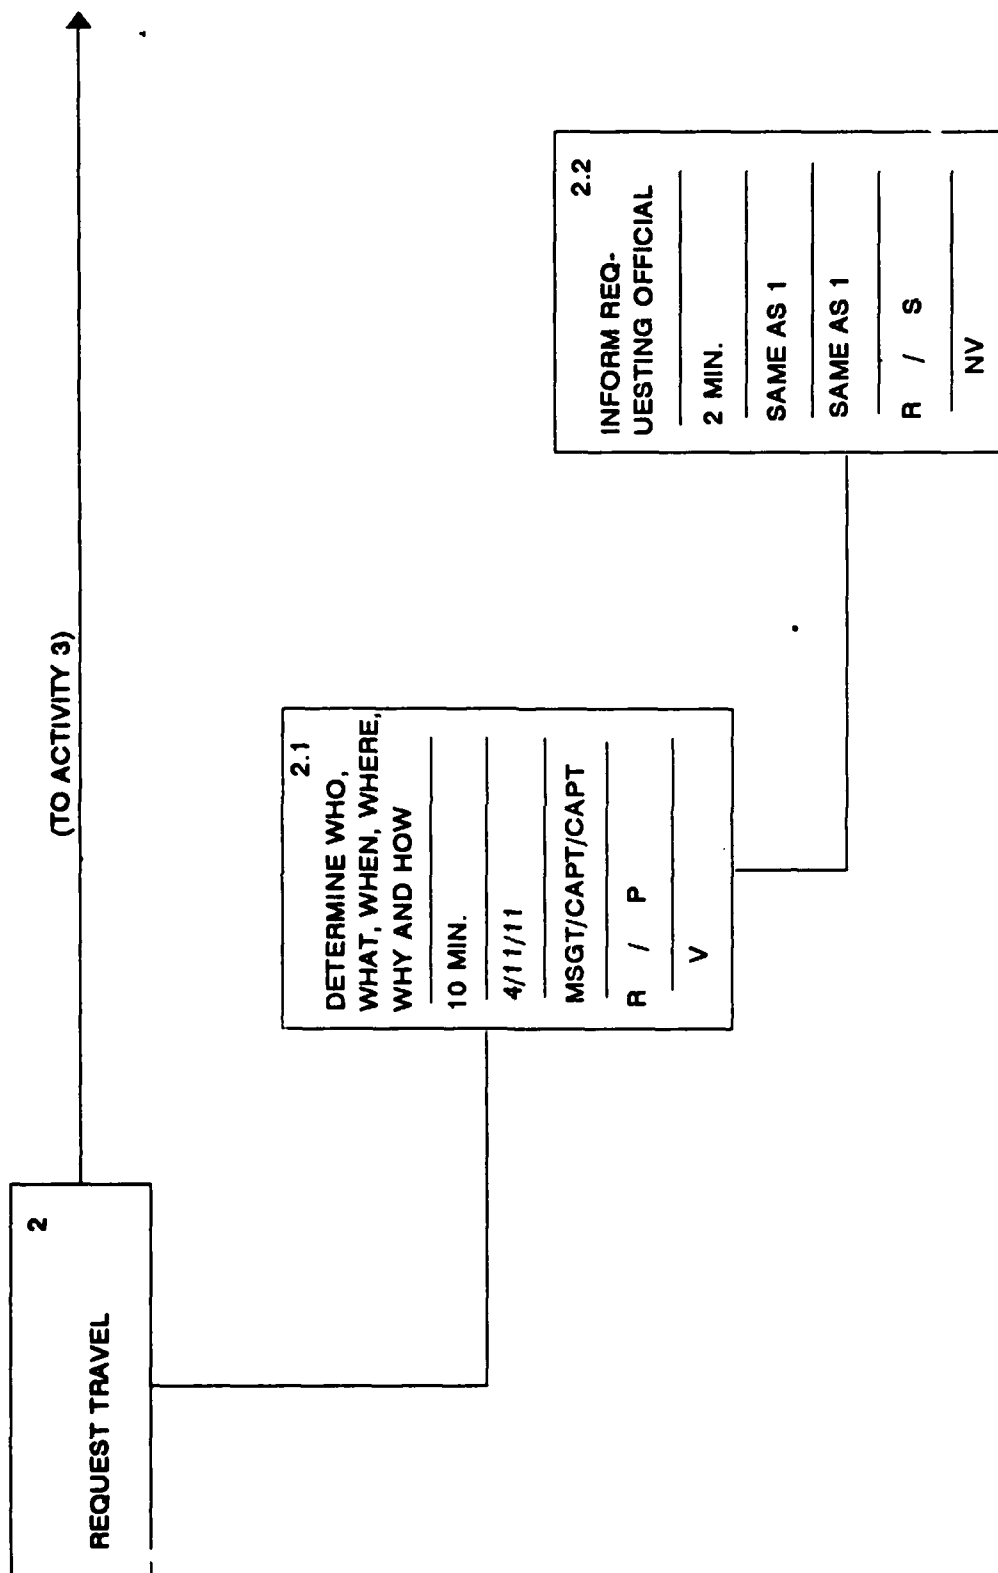 (TO ACTIVITY 3)
2
REQUEST TRAVEL
2.1
DETERMINE WHO,
WHAT, WHEN, WHERE,
WHY AND HOW
10 MIN.
4/11/11
MSGT/CAPT/CAPT
R / P
V
2.2
INFORM REQ-
UESTING OFFICIAL
2 MIN.
SAME AS 1
SAME AS 1
R / S
NV